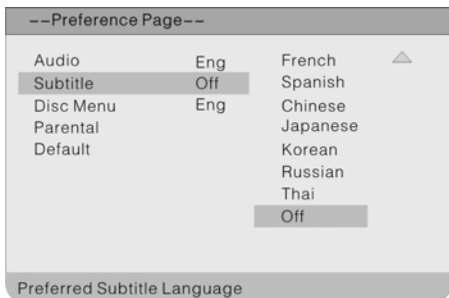 --Preference Page--
Audio Eng French
Subtitle Off Spanish
Disc Menu Eng Chinese
Parental Japanese
Default Korean
Russian
Thai
Off
Preferred Subtitle Language